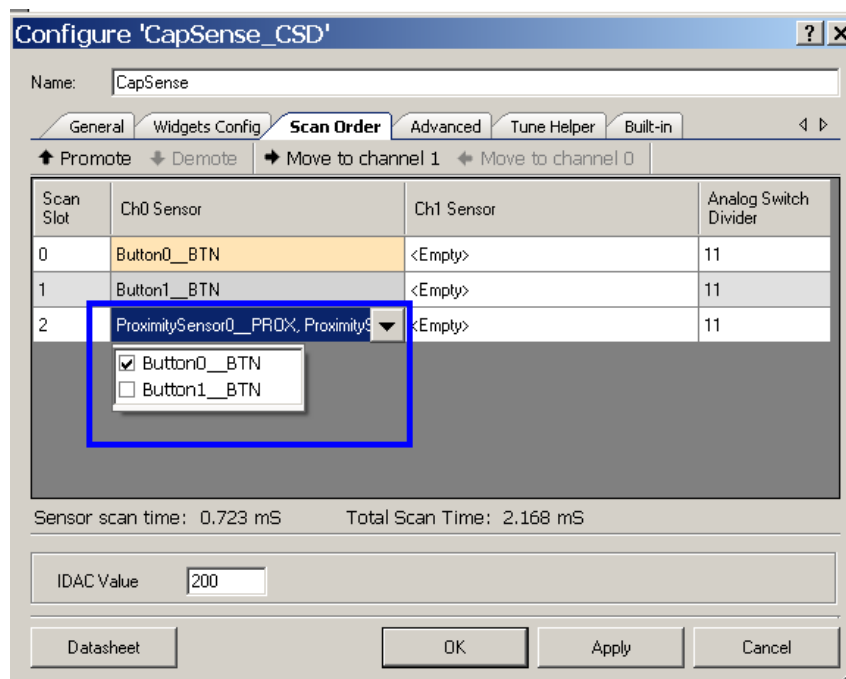 Configure 'CapSense_CSD'
Name: CapSense
General Widgets Config Scan Order Advanced Tune Helper Built-in
Promote Demote Move to channel 1 Move to channel 0
Scan Slot Ch0 Sensor Ch1 Sensor Analog Switch Divider
0 Button0__BTN <Empty> 11
1 Button1__BTN <Empty> 11
2 ProximitySensor0__PROX, <Empty> 11
Button0__BTN
Button1__BTN
Sensor scan time: 0.723 mS Total Scan Time: 2.168 mS
IDAC Value 200
Datasheet OK Apply Cancel